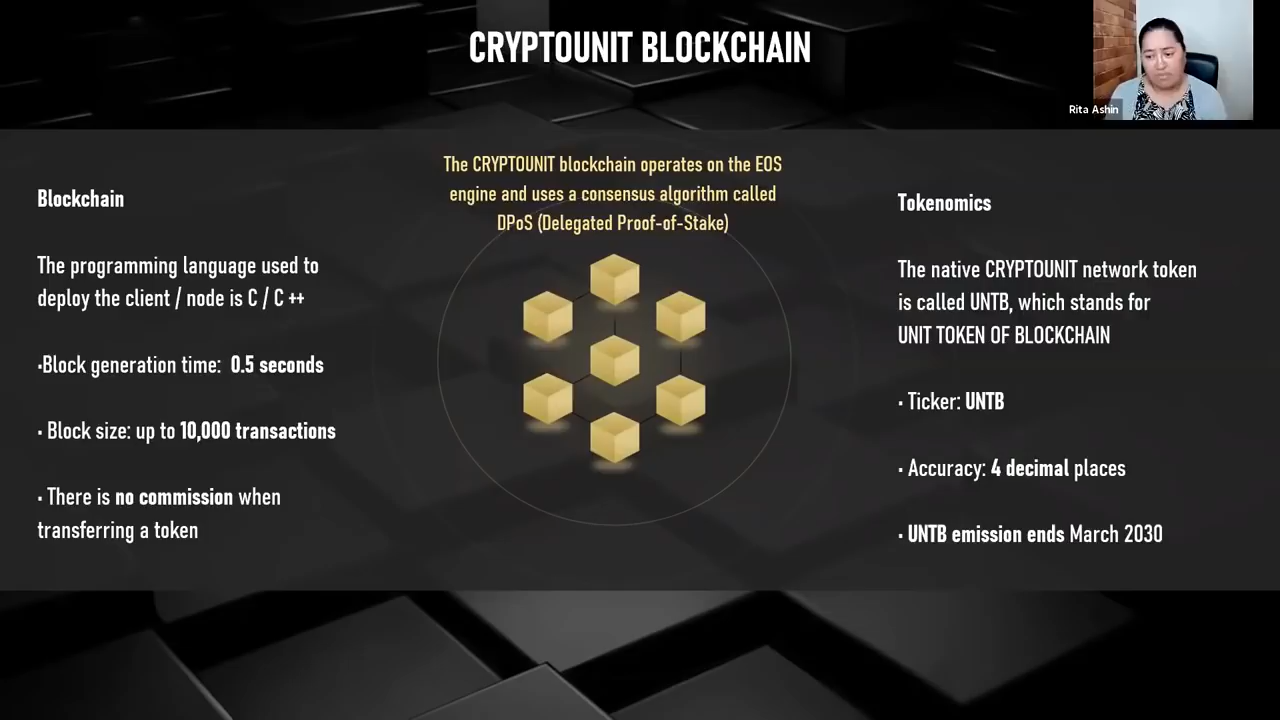 CRYPTOUNIT BLOCKCHAIN
Rita Ashin
The CRYPTOUNIT blockchain operates on the EOS
engine and uses a consensus algorithm called
DPoS (Delegated Proof-of-Stake)
Blockchain
The programming language used to
deploy the client / node is C / C ++
·Block generation time: 0.5 seconds
· Block size: up to 10,000 transactions
· There is no commission when
transferring a token
Tokenomics
The native CRYPTOUNIT network token
is called UNTB, which stands for
UNIT TOKEN OF BLOCKCHAIN
· Ticker: UNTB
· Accuracy: 4 decimal places
· UNTB emission ends March 2030